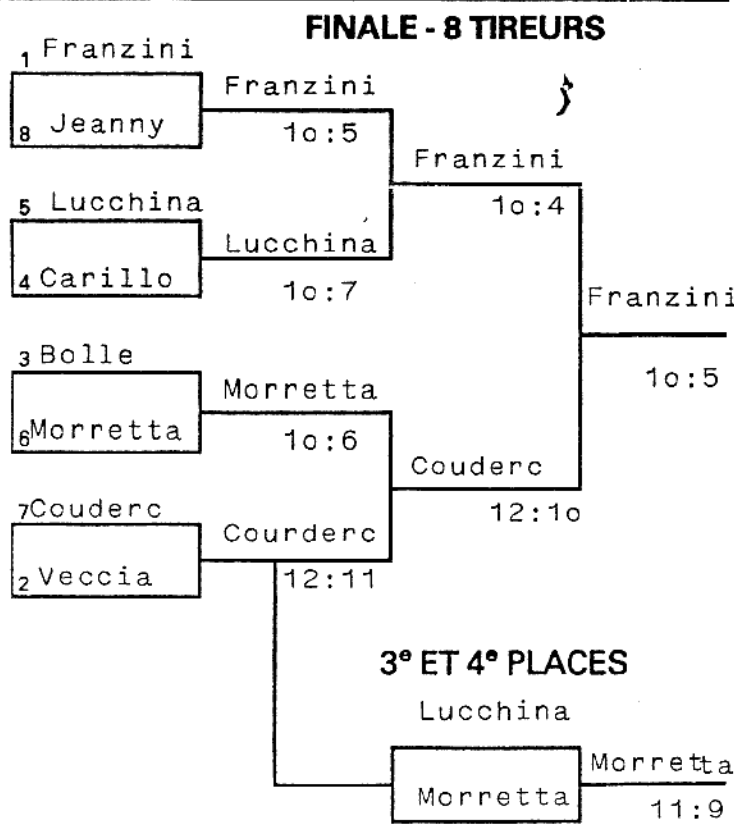 FINALE - 8 TIREURS
1 Franzini
8 Jeanny
Franzini
1o:5
5 Lucchina
4 Carillo
Lucchina
1o:7
Franzini
1o:4
3 Bolle
6 Morretta
Morretta
1o:6
7 Couderc
2 Veccia
Courderc
12:11
Couderc
12:1o
Franzini
1o:5
3e ET 4e PLACES
Lucchina
Morretta
Morretta
11:9